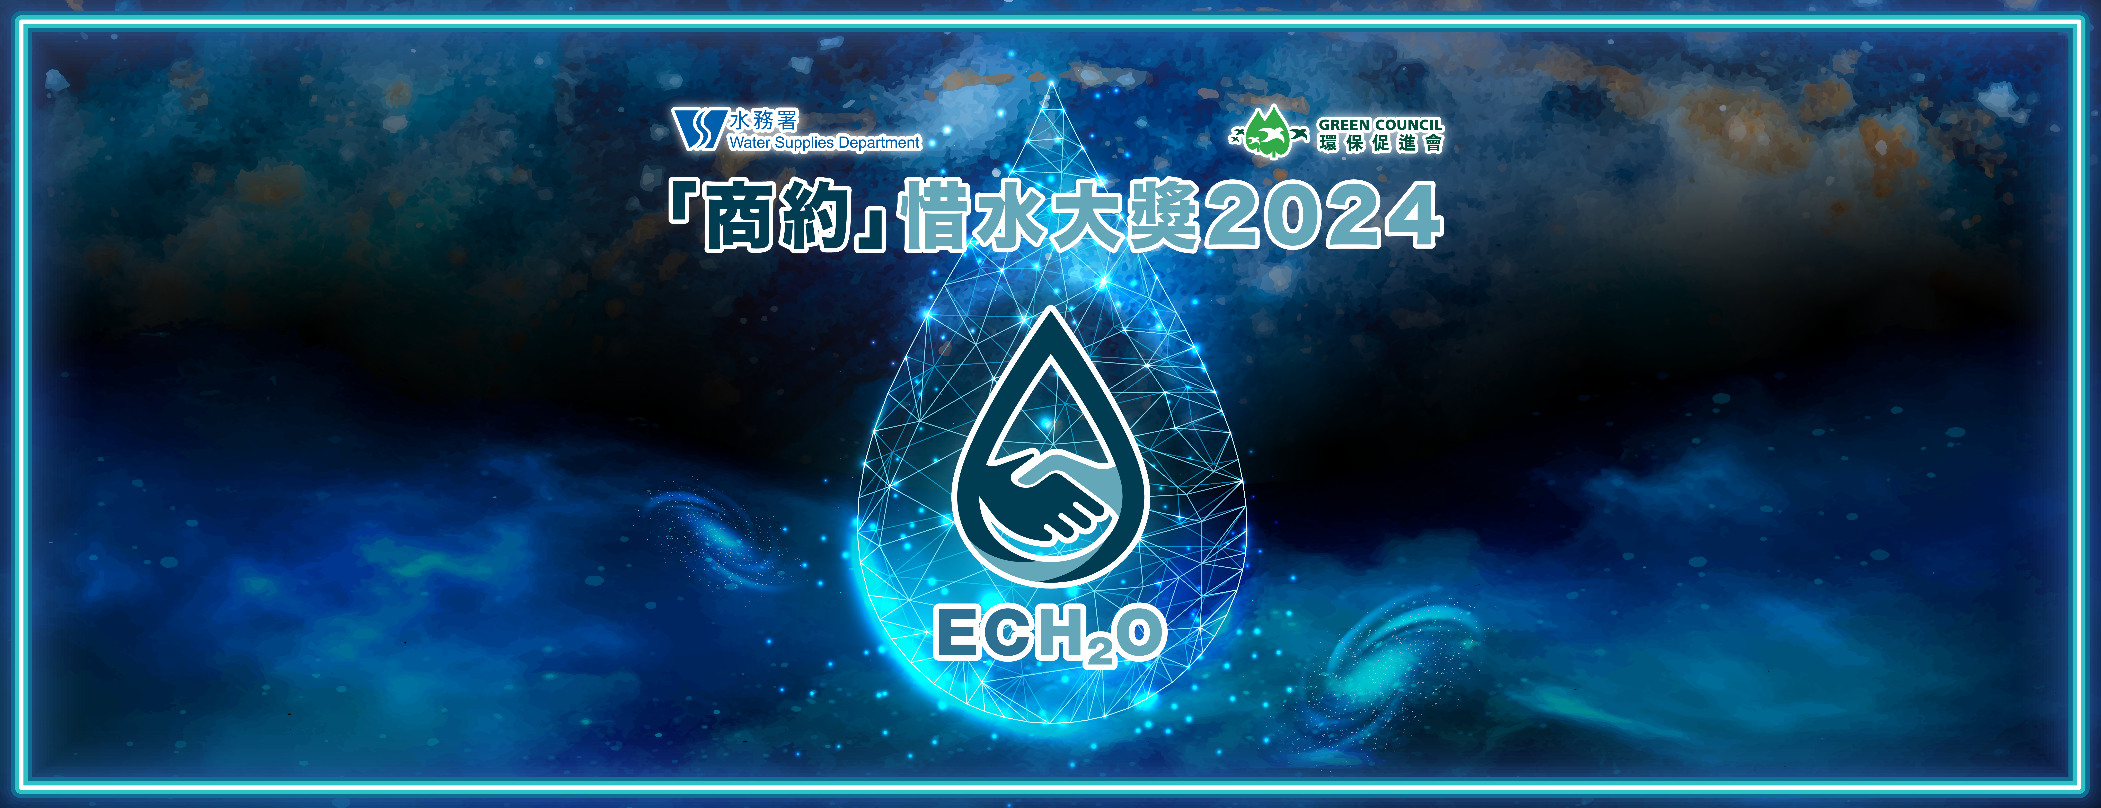 水務署
Water Supplies Department
GREEN COUNCIL
環保促進會
「商約」惜水大獎2024
ECH₂O